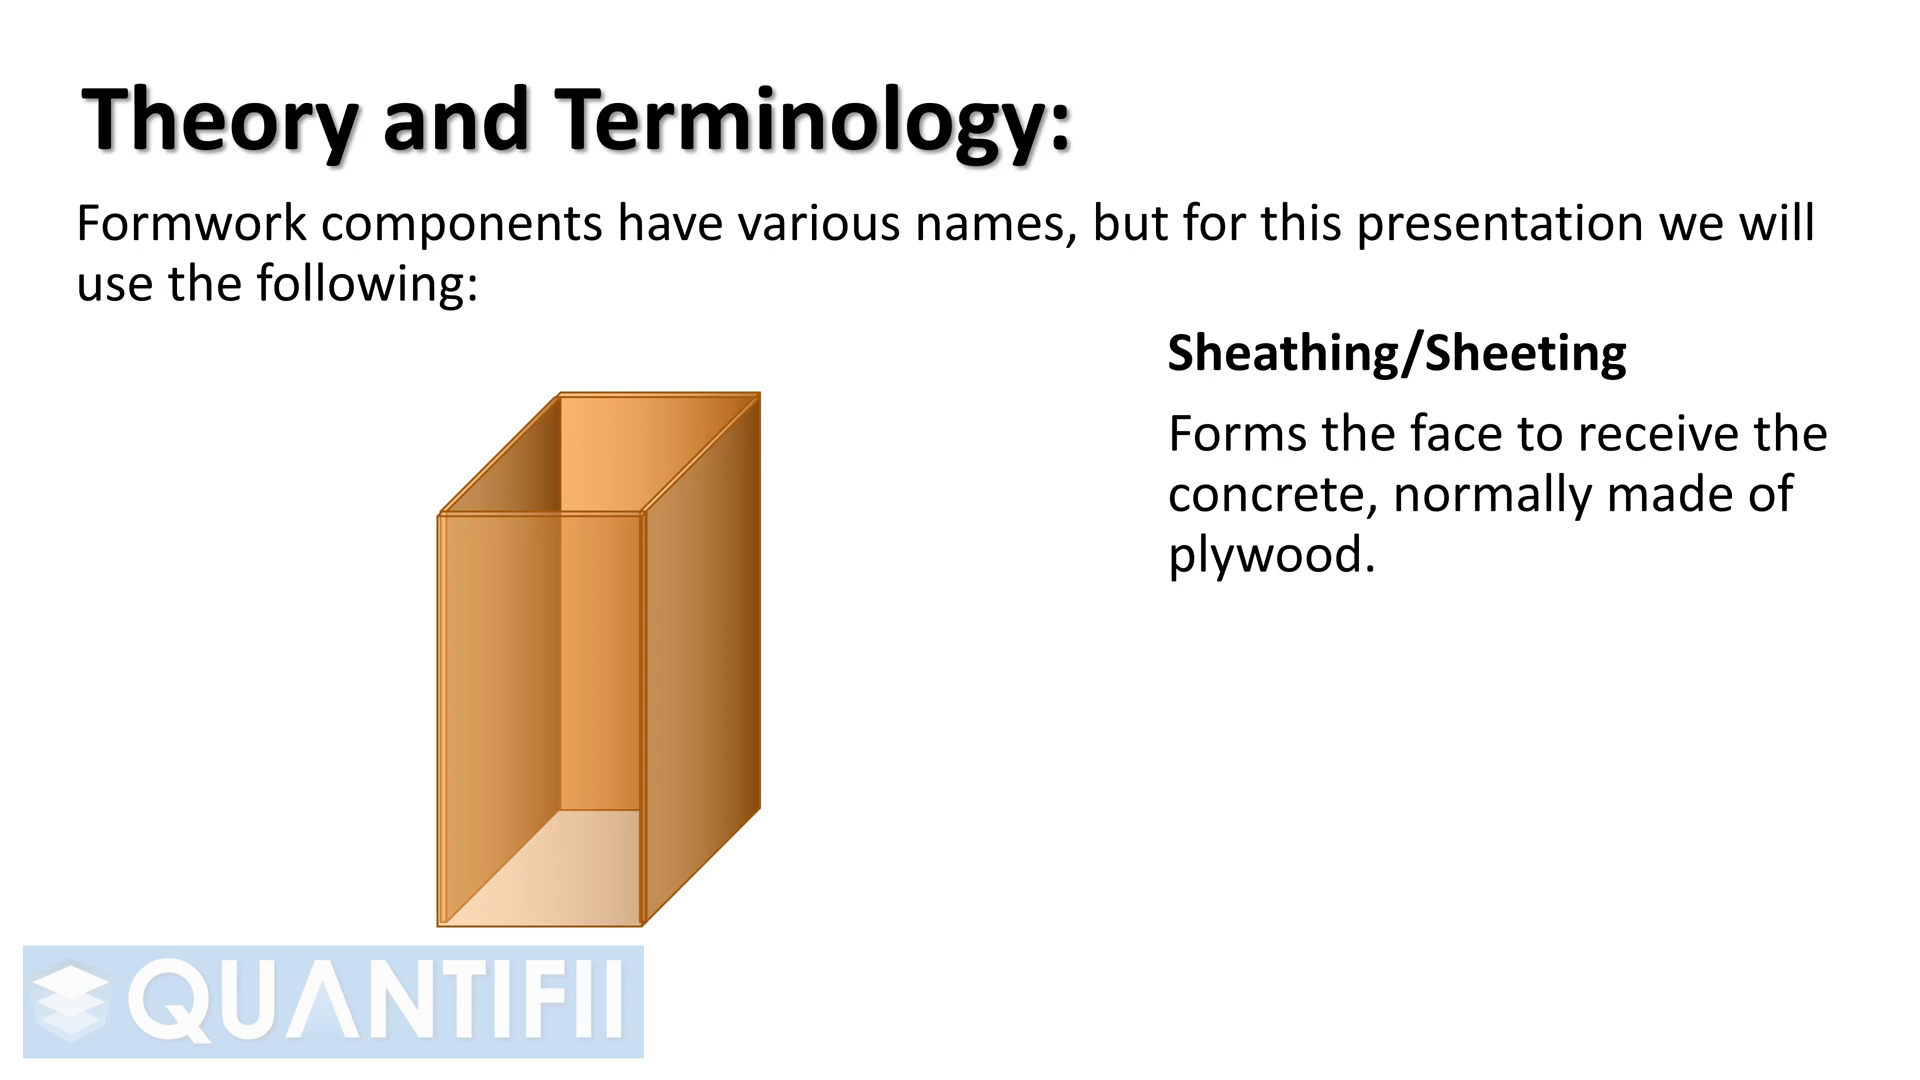 Theory and Terminology:
Formwork components have various names, but for this presentation we will
use the following:
Sheathing/Sheeting
Forms the face to receive the
concrete, normally made of
plywood.
QUANTIFII